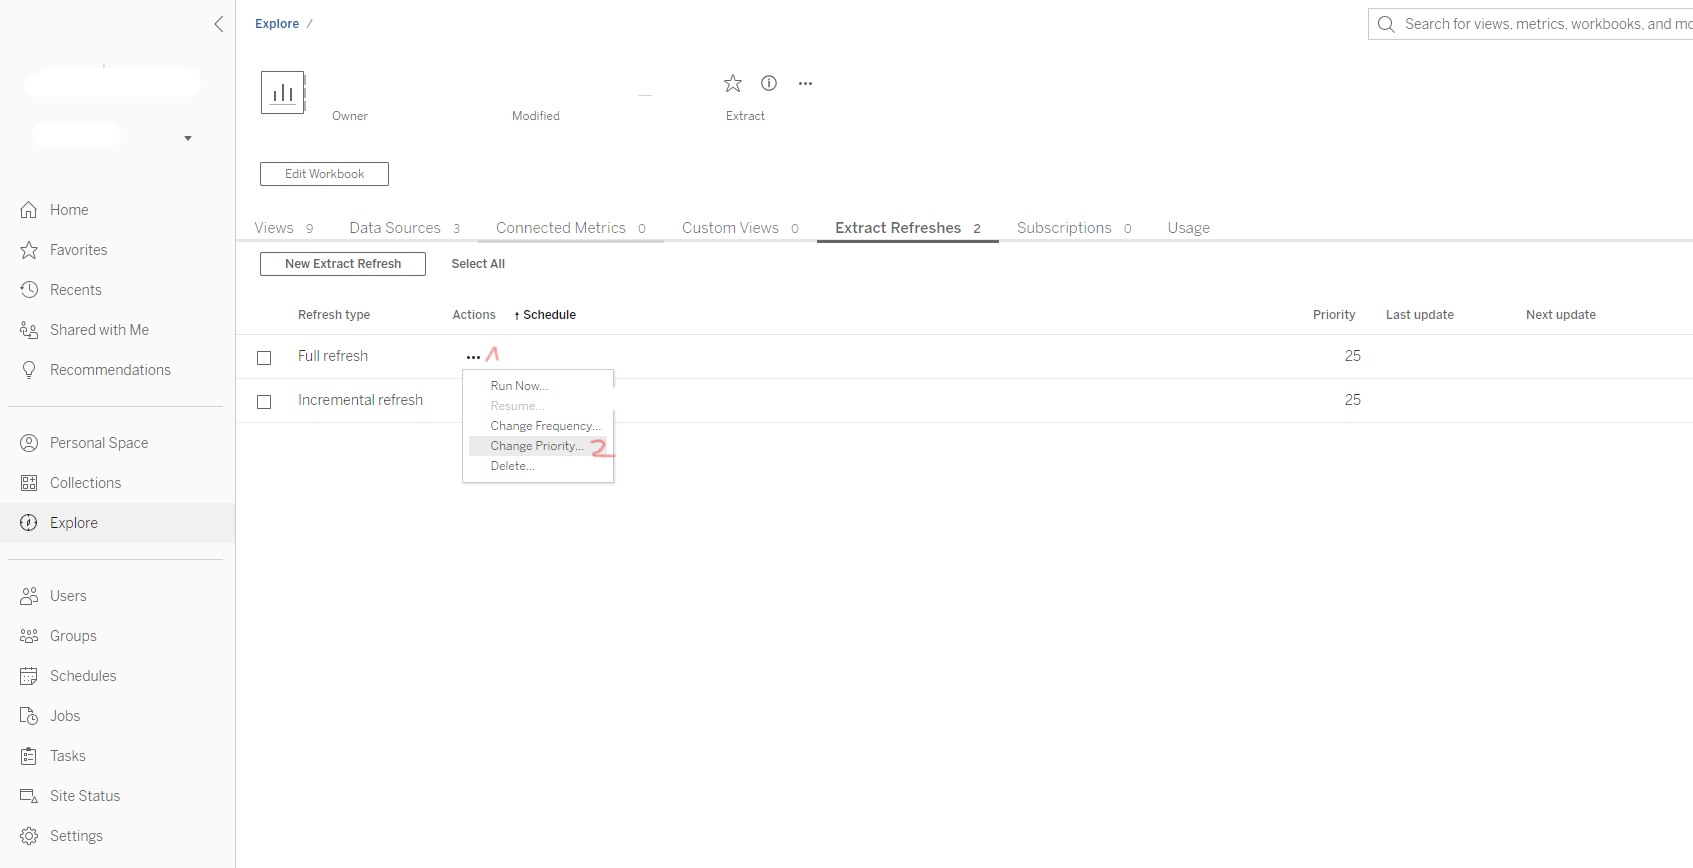 Explore /
Search for views, metrics, workbooks, and mo
Owner
Modified
Extract
Edit Workbook
Home
Favorites
Recents
Shared with Me
Recommendations
Personal Space
Collections
Explore
Users
Groups
Schedules
Jobs
Tasks
Site Status
Settings
Views 9 Data Sources 3 Connected Metrics 0 Custom Views 0 Extract Refreshes 2 Subscriptions 0 Usage
New Extract Refresh Select All
Refresh type Actions ↑ Schedule Priority Last update Next update
Full refresh ... 1 25
Incremental refresh 25
Run Now...
Resume...
Change Frequency...
Change Priority... 2
Delete...